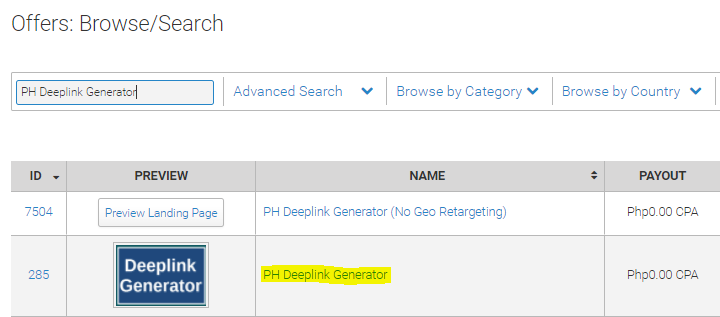 Offers: Browse/Search
PH Deeplink Generator Advanced Search Browse by Category Browse by Country
ID PREVIEW NAME PAYOUT
7504 Preview Landing Page PH Deeplink Generator (No Geo Retargeting) Php0.00 CPA
Deeplink
285 Generator PH Deeplink Generator Php0.00 CPA